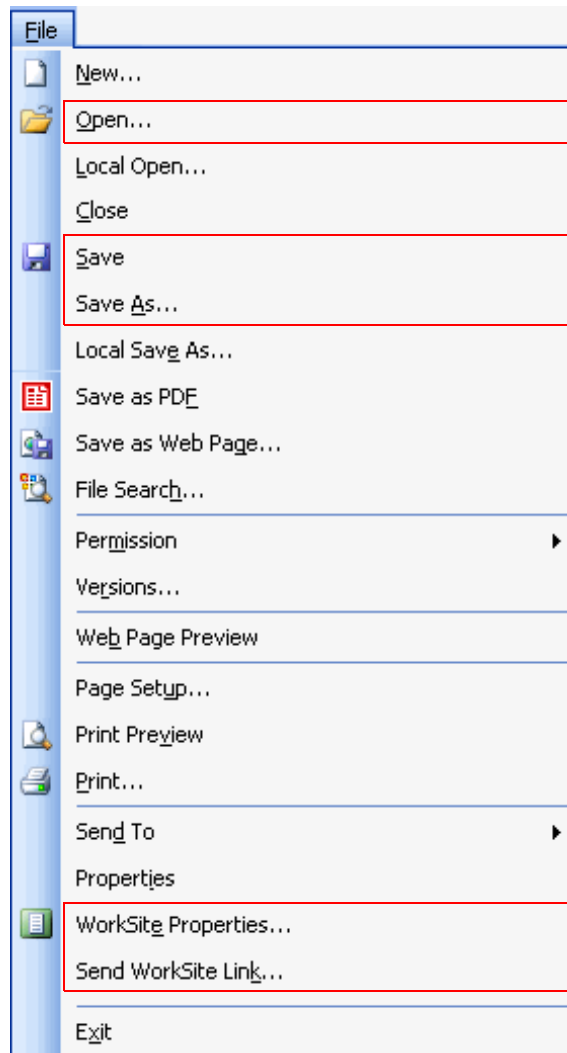 File
New...
Open...
Local Open...
Close
Save
Save As...
Local Save As...
Save as PDF
Save as Web Page...
File Search...
Permission
Versions...
Web Page Preview
Page Setup...
Print Preview
Print...
Send To
Properties
WorkSite Properties...
Send WorkSite Link...
Exit